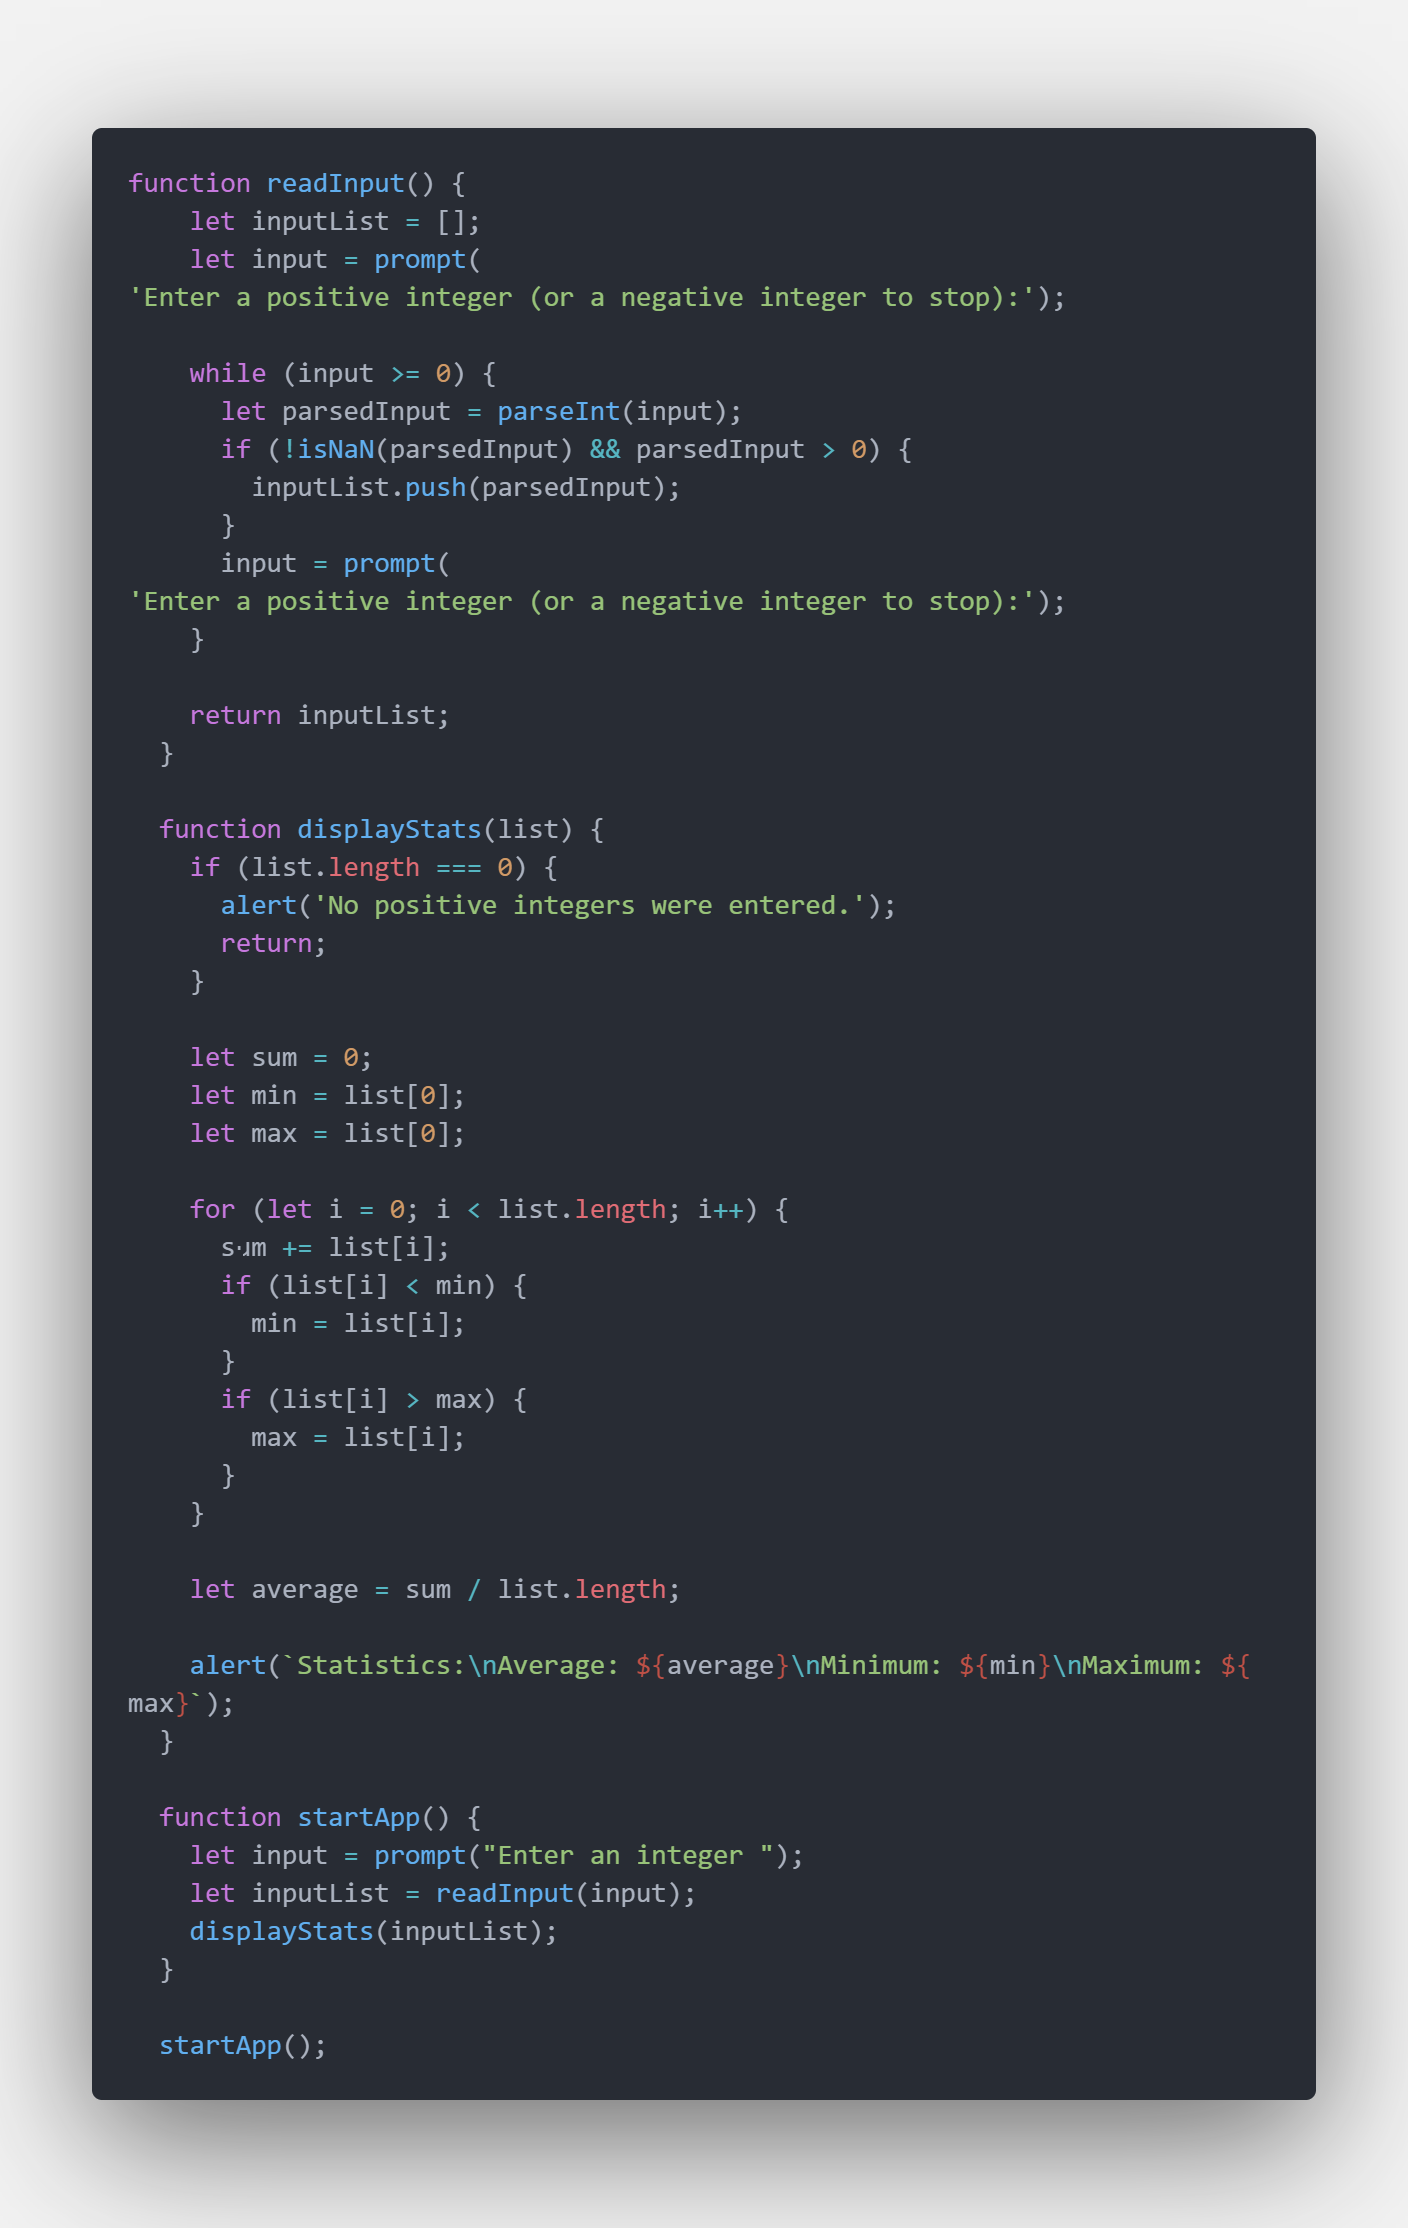 function readInput() {
    let inputList = [];
    let input = prompt(
'Enter a positive integer (or a negative integer to stop):');

    while (input >= 0) {
      let parsedInput = parseInt(input);
      if (!isNaN(parsedInput) && parsedInput > 0) {
        inputList.push(parsedInput);
      }
      input = prompt(
'Enter a positive integer (or a negative integer to stop):');
    }

    return inputList;
  }

  function displayStats(list) {
    if (list.length === 0) {
      alert('No positive integers were entered.');
      return;
    }

    let sum = 0;
    let min = list[0];
    let max = list[0];

    for (let i = 0; i < list.length; i++) {
      sum += list[i];
      if (list[i] < min) {
        min = list[i];
      }
      if (list[i] > max) {
        max = list[i];
      }
    }

    let average = sum / list.length;

    alert(`Statistics:\nAverage: ${average}\nMinimum: ${min}\nMaximum: ${
max}`);
  }

  function startApp() {
    let input = prompt("Enter an integer ");
    let inputList = readInput(input);
    displayStats(inputList);
  }

  startApp();